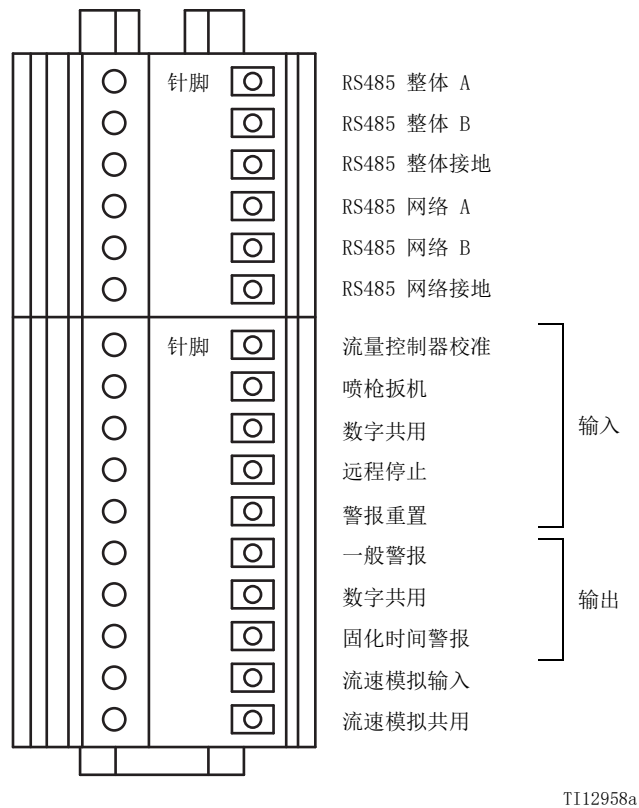 针脚 RS485 整体 A
RS485 整体 B
RS485 整体接地
RS485 网络 A
RS485 网络 B
RS485 网络接地
针脚 流量控制器校准
喷枪扳机
数字共用
远程停止
警报重置
输入
一般警报
数字共用
固化时间警报
输出
流速模拟输入
流速模拟共用
TI12958a